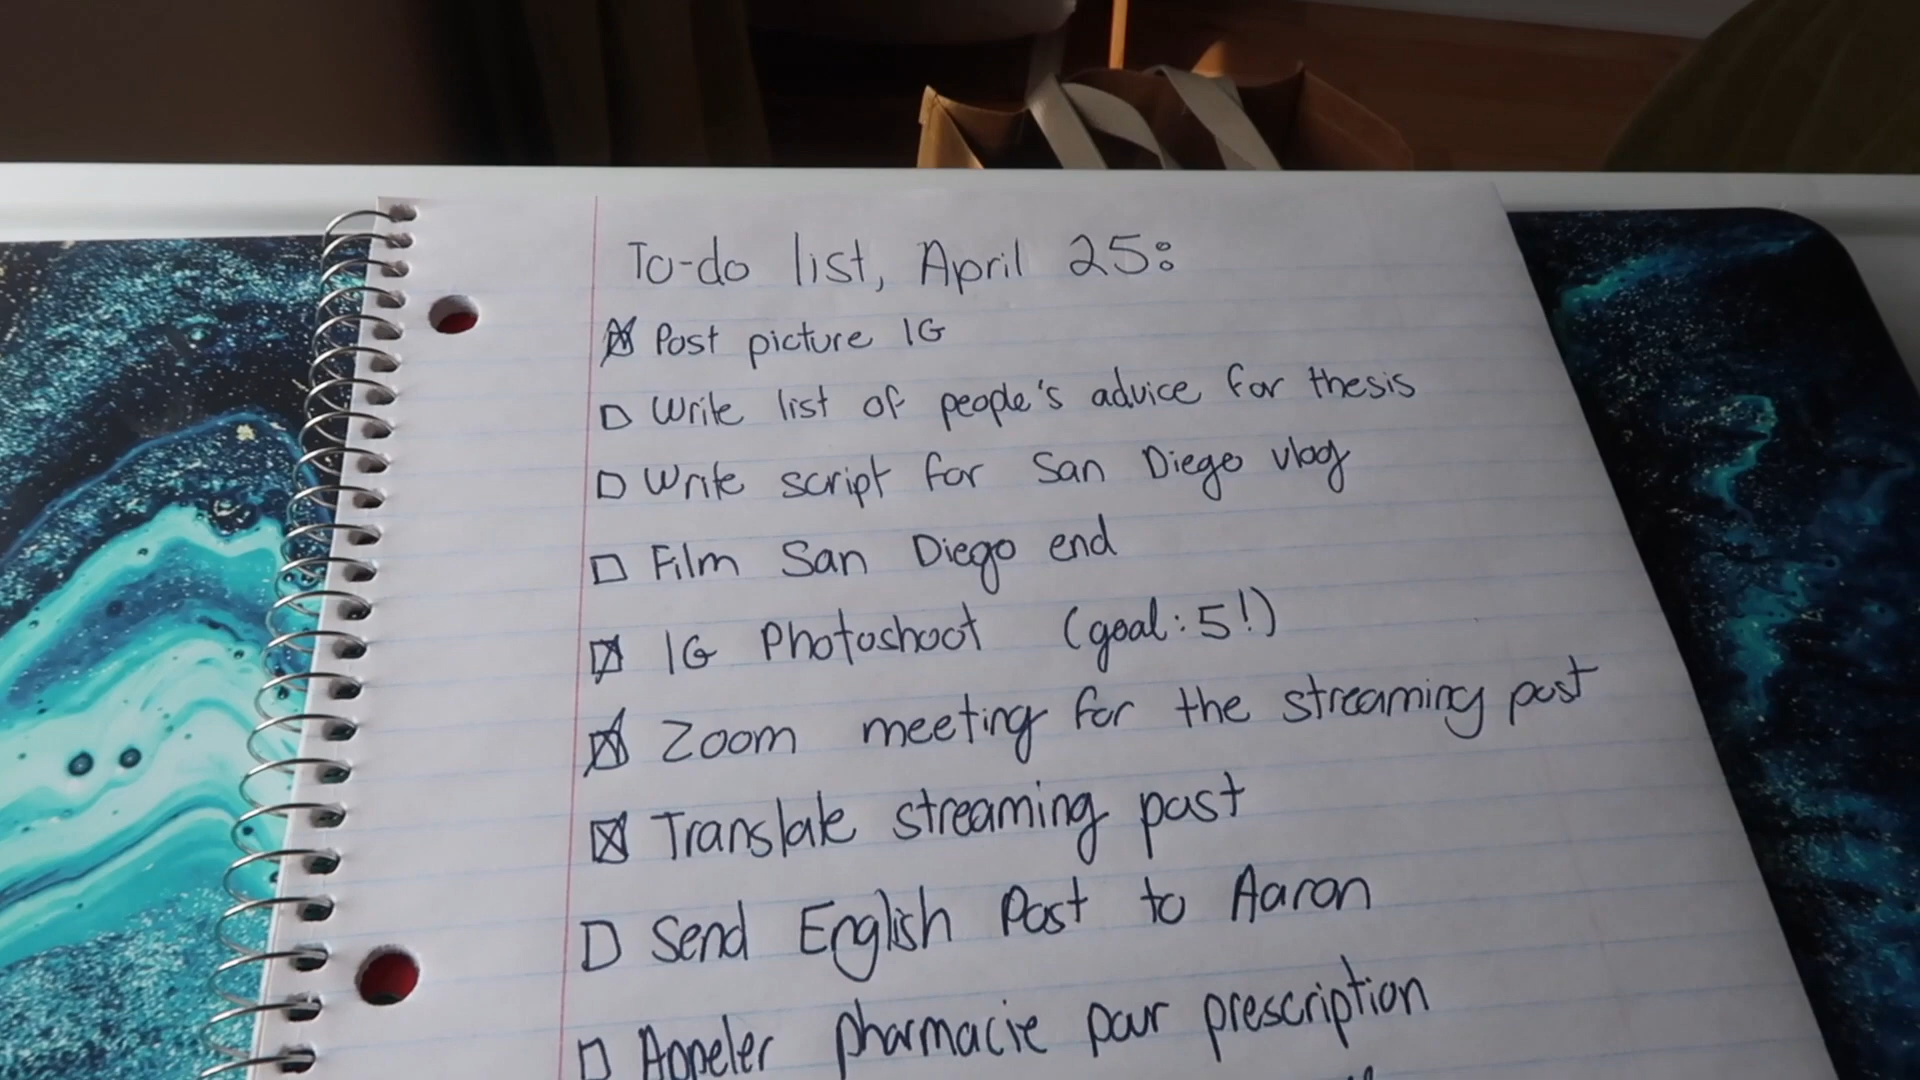 To-do list, April 25:
☒ Post picture IG
☐ Write list of people's advice for thesis
☐ Write script for San Diego vlog
☐ Film San Diego end
☒ IG Photoshoot (goal: 5!)
☒ Zoom meeting for the streaming post
☒ Translate streaming post
☐ Send English Post to Aaron
☐ Appeler pharmacie pour prescription